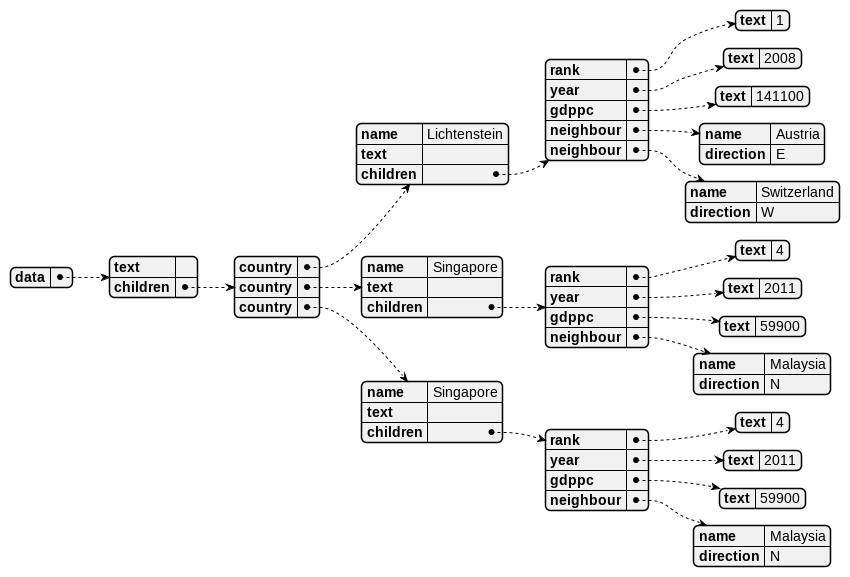 data
text
children
country
country
country
name Lichtenstein
text
children
rank
year
gdppc
neighbour
neighbour
text 1
text 2008
text 141100
name Austria
direction E
name Switzerland
direction W
name Singapore
text
children
rank
year
gdppc
neighbour
text 4
text 2011
text 59900
name Malaysia
direction N
name Singapore
text
children
rank
year
gdppc
neighbour
text 4
text 2011
text 59900
name Malaysia
direction N